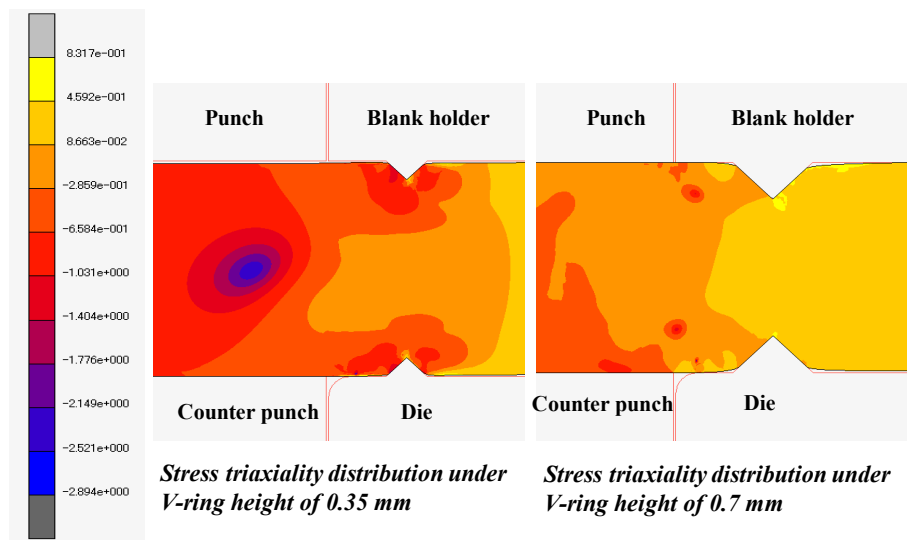 8.317e-001
4.592e-001
8.663e-002
-2.859e-001
-6.584e-001
-1.031e+000
-1.404e+000
-1.776e+000
-2.149e+000
-2.521e+000
-2.894e+000
Punch
Blank holder
Counter punch
Die
Stress triaxiality distribution under
V-ring height of 0.35 mm
Punch
Blank holder
Counter punch
Die
Stress triaxiality distribution under
V-ring height of 0.7 mm